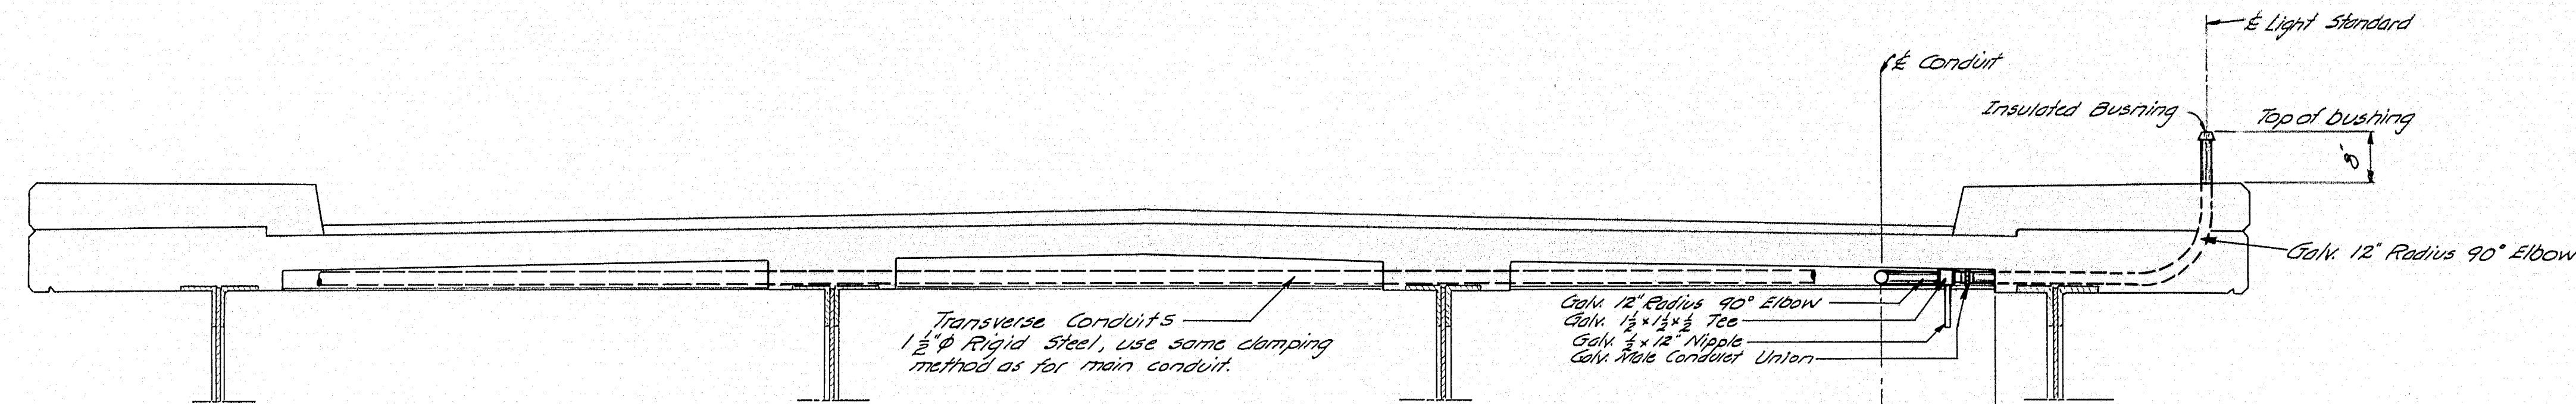 ℄ Light Standard
℄ Conduit
Insulated Bushing
Top of bushing
8"
Galv. 12" Radius 90° Elbow
Galv. 12" Radius 90° Elbow
Galv. 1½ x 1½ x ½ Tee
Galv. ½ x 12" Nipple
Galv. Male Conduit Union
Transverse Conduits
1½"φ Rigid Steel, use same clamping
method as for main conduit.